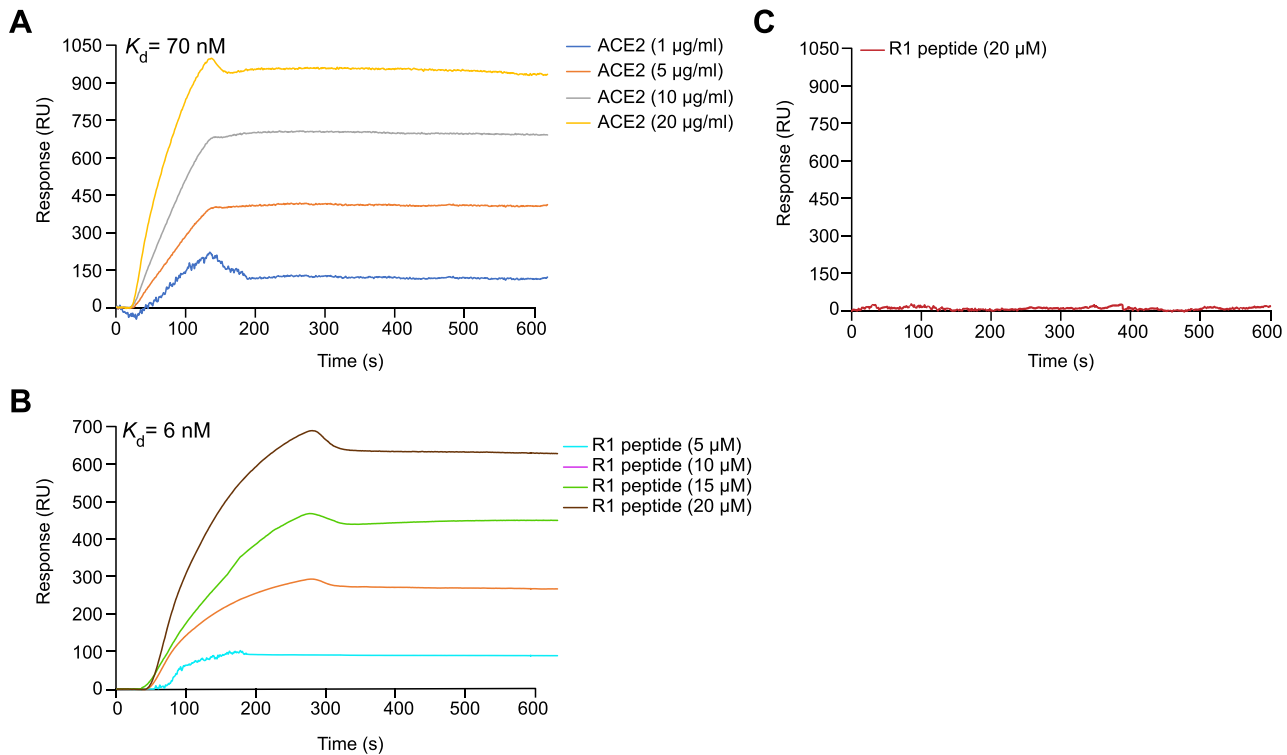 A
K_d = 70 nM
1050
900
750
600
450
300
150
0
Response (RU)
0 100 200 300 400 500 600
Time (s)
ACE2 (1 µg/ml)
ACE2 (5 µg/ml)
ACE2 (10 µg/ml)
ACE2 (20 µg/ml)
C
1050
900
750
600
450
300
150
0
Response (RU)
0 100 200 300 400 500 600
Time (s)
R1 peptide (20 µM)
B
K_d = 6 nM
700
600
500
400
300
200
100
0
Response (RU)
0 100 200 300 400 500 600
Time (s)
R1 peptide (5 µM)
R1 peptide (10 µM)
R1 peptide (15 µM)
R1 peptide (20 µM)